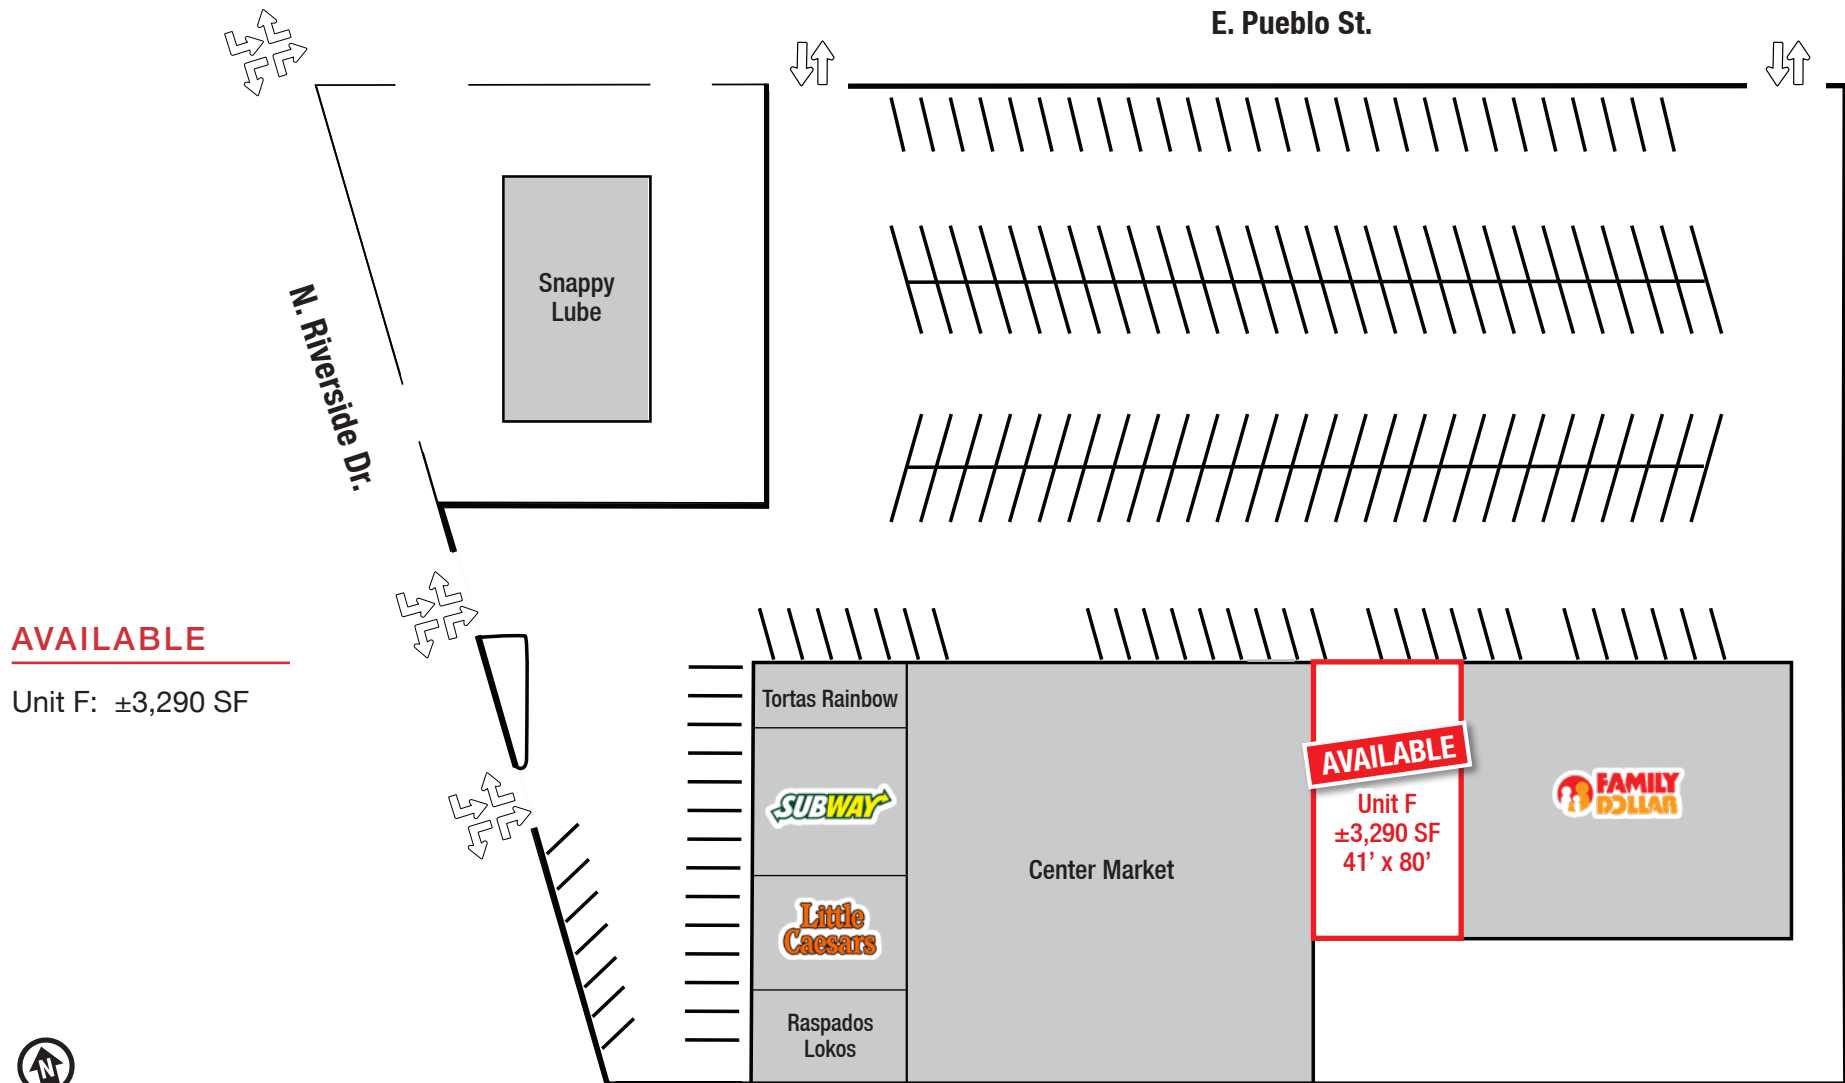 E. Pueblo St.
Snappy
Lube
N. Riverside Dr.
AVAILABLE
Unit F: ±3,290 SF
Tortas Rainbow
SUBWAY
Little
Caesars
Raspados
Lokos
Center Market
AVAILABLE
Unit F
±3,290 SF
41’ x 80’
FAMILY
DOLLAR
N